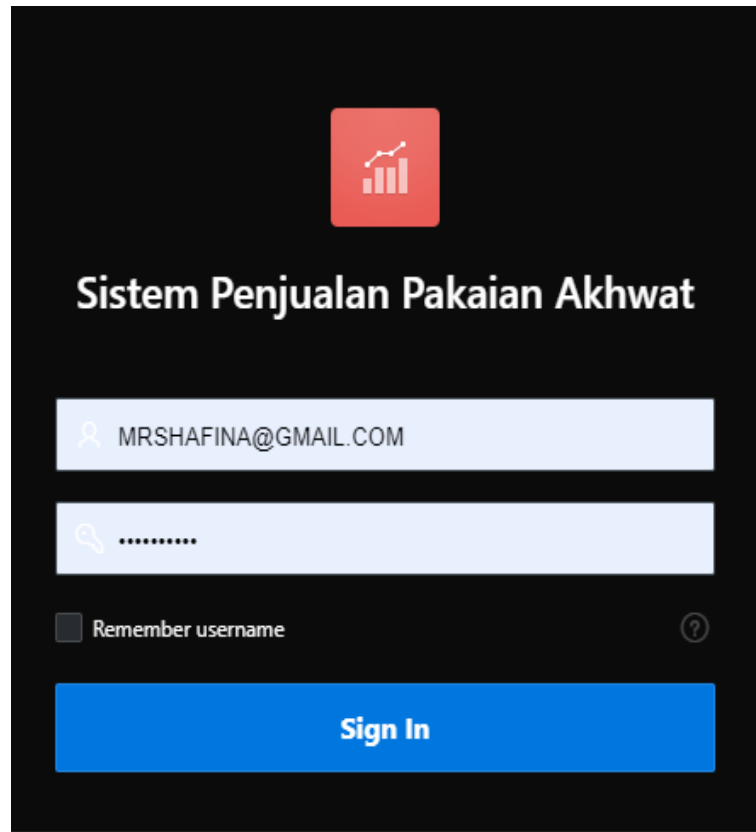 Sistem Penjualan Pakaian Akhwat
MRSHAFINA@GMAIL.COM
••••••••••
Remember username
?
Sign In